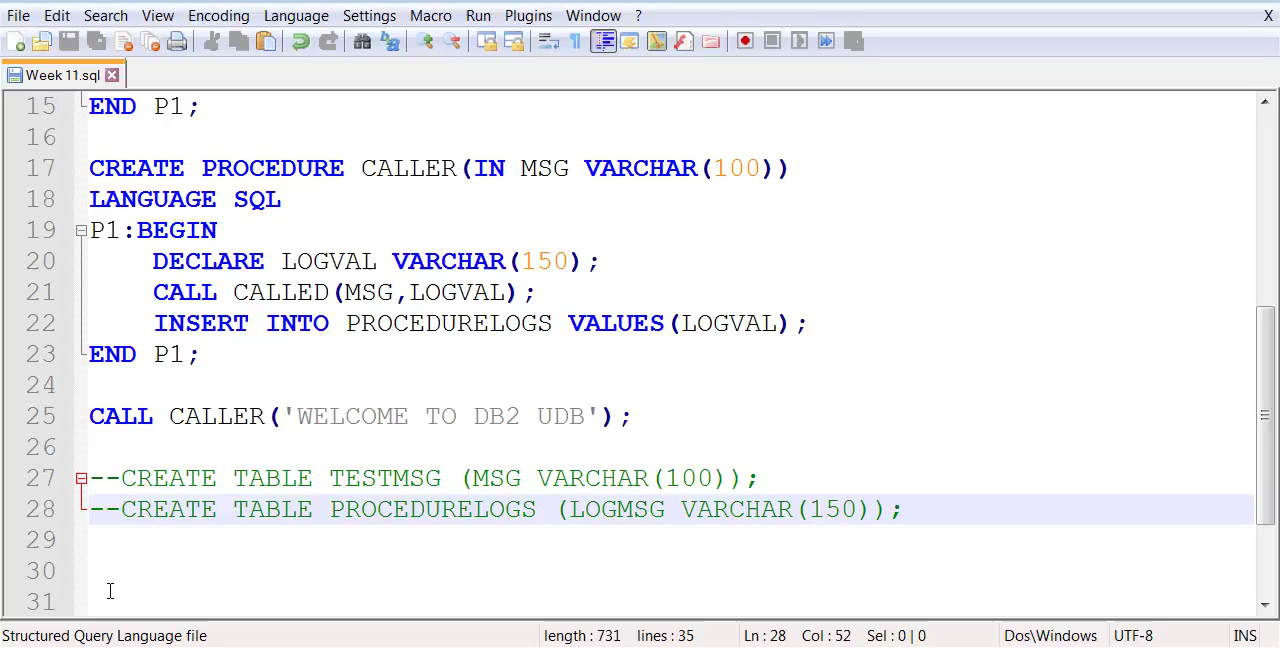 File Edit Search View Encoding Language Settings Macro Run Plugins Window ? X
Week 11.sql
15 END P1;
16
17 CREATE PROCEDURE CALLER(IN MSG VARCHAR(100))
18 LANGUAGE SQL
19 P1:BEGIN
20 DECLARE LOGVAL VARCHAR(150);
21 CALL CALLED(MSG,LOGVAL);
22 INSERT INTO PROCEDURELOGS VALUES(LOGVAL);
23 END P1;
24
25 CALL CALLER('WELCOME TO DB2 UDB');
26
27 --CREATE TABLE TESTMSG (MSG VARCHAR(100));
28 --CREATE TABLE PROCEDURELOGS (LOGMSG VARCHAR(150));
29
30
31
Structured Query Language file length : 731 lines : 35 Ln : 28 Col : 52 Sel : 0 | 0 Dos\Windows UTF-8 INS